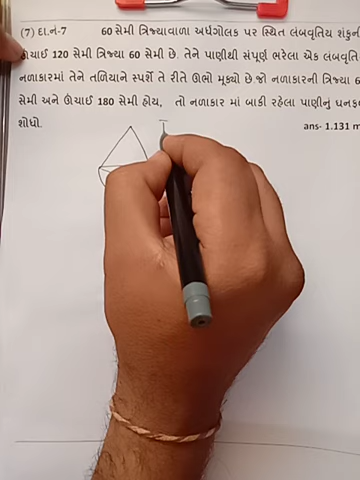 (7) દા.નં-7 60 સેમી ત્રિજ્યાવાળા અર્ધગોલક પર સ્થિત લંબવૃતિય શંકુની
ઊંચાઈ 120 સેમી ત્રિજ્યા 60 સેમી છે. તેને પાણીથી સંપૂર્ણ ભરેલા એક લંબવૃતિ
નળાકારમાં તેને તળિયાને સ્પર્શે તે રીતે ઊભો મૂક્યો છે જો નળાકારની ત્રિજ્યા 6
સેમી અને ઊંચાઈ 180 સેમી હોય, તો નળાકાર માં બાકી રહેલા પાણીનું ઘનફ
શોધો. ans- 1.131 m